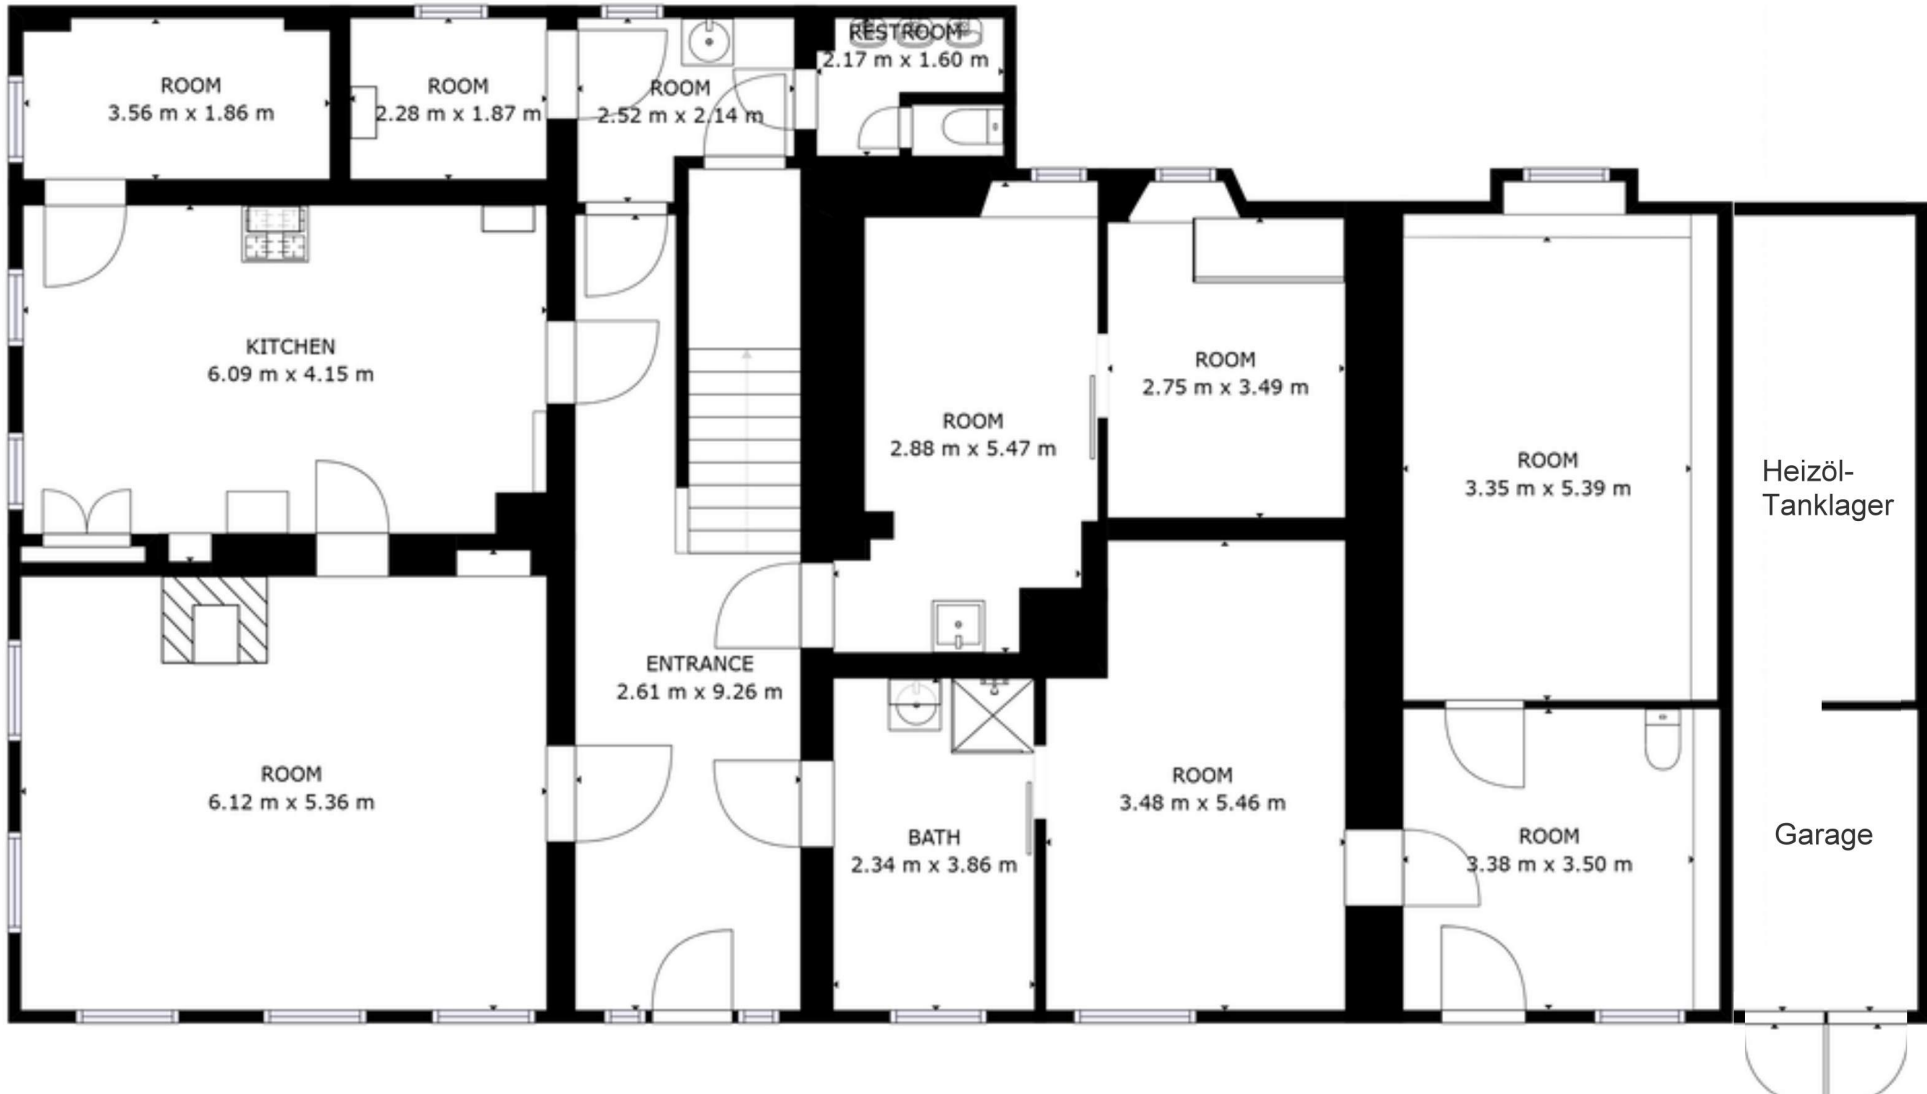 RESTROOM
2.17 m x 1.60 m
ROOM
3.56 m x 1.86 m
ROOM
2.28 m x 1.87 m
ROOM
2.52 m x 2.14 m
KITCHEN
6.09 m x 4.15 m
ROOM
2.75 m x 3.49 m
ROOM
2.88 m x 5.47 m
ROOM
3.35 m x 5.39 m
Heizöl-
Tanklager
ENTRANCE
2.61 m x 9.26 m
ROOM
6.12 m x 5.36 m
BATH
2.34 m x 3.86 m
ROOM
3.48 m x 5.46 m
ROOM
3.38 m x 3.50 m
Garage